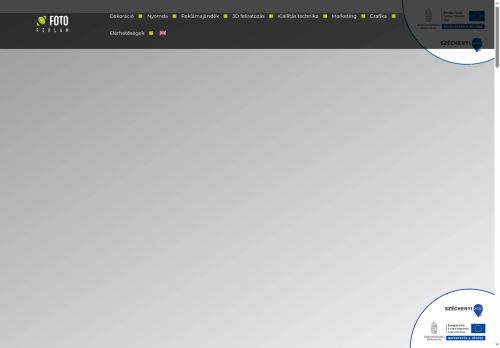 FOTO
REKLÁM
Dekoráció Nyomda Reklámajándék 3D feliratozás Kiállítás technika Marketing Grafika
Elérhetőségek
SZÉCHENYI
SZÉCHENYI